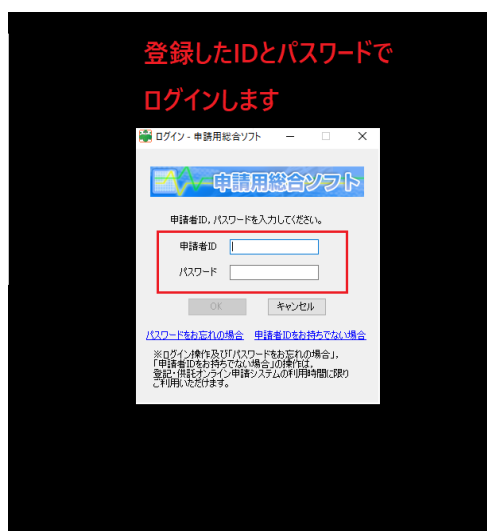 登録したIDとパスワードで
ログインします
ログイン - 申請用総合ソフト
申請用総合ソフト
申請者ID，パスワードを入力してください。
申請者ID
パスワード
OK キャンセル
パスワードをお忘れの場合 申請者IDをお持ちでない場合
※ログイン操作及び「パスワードをお忘れの場合」，
「申請者IDをお持ちでない場合」の操作は，
登記・供託オンライン申請システムの利用時間に限り
ご利用いただけます。